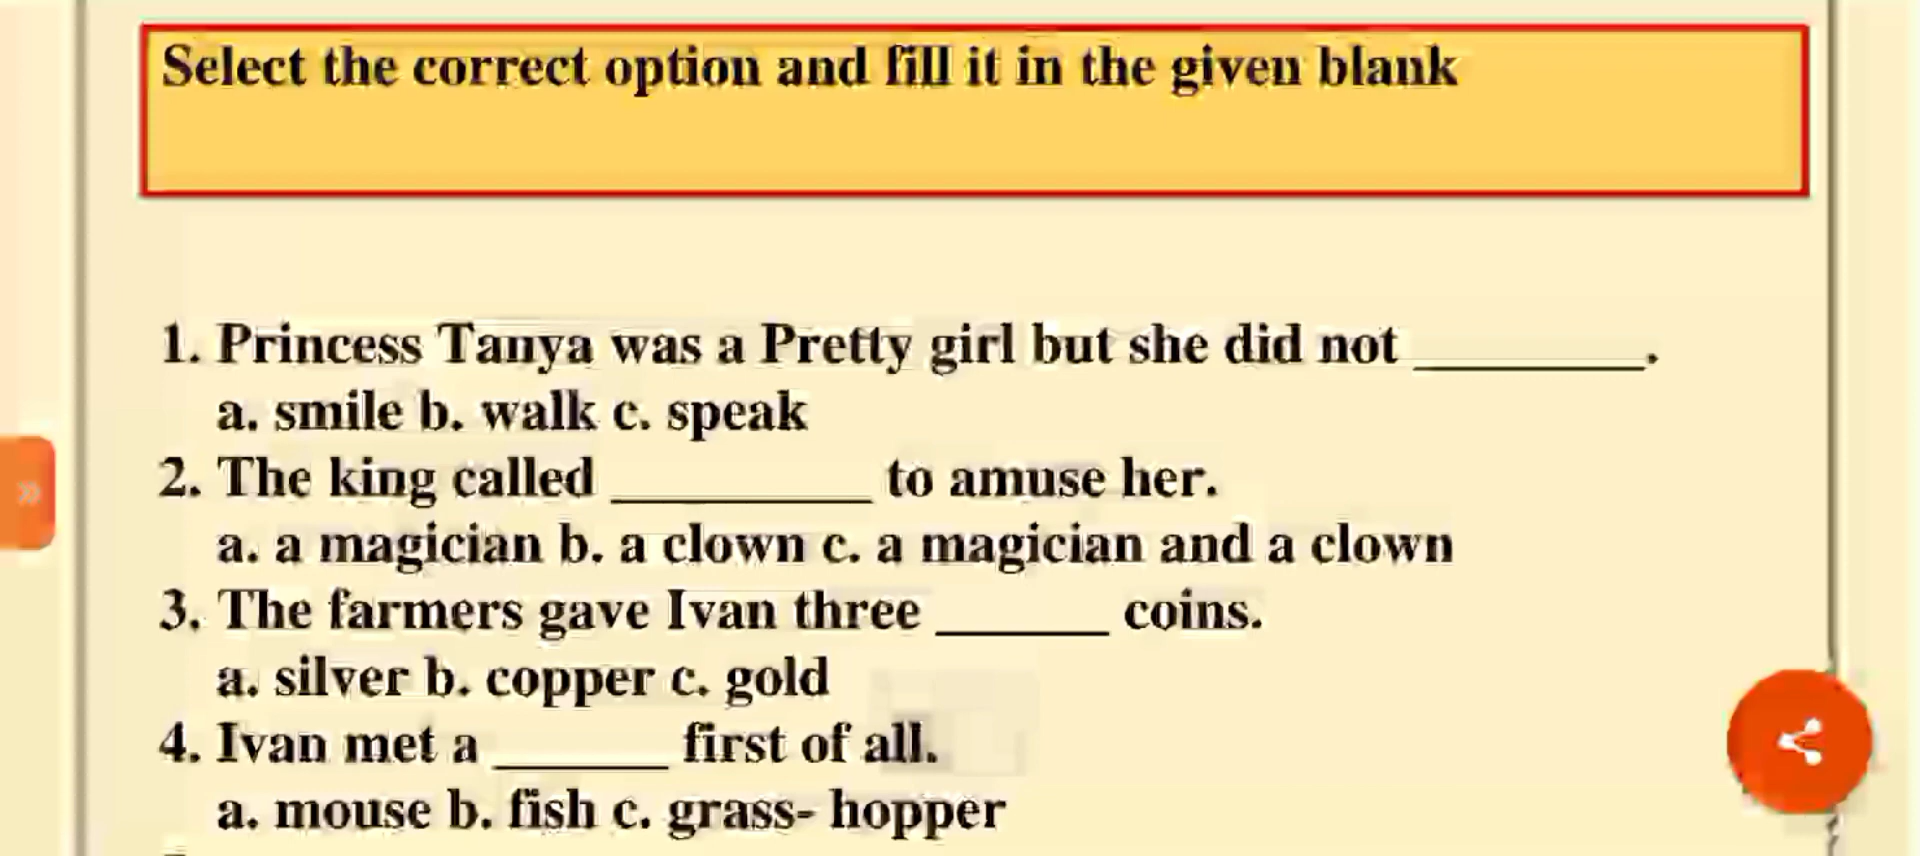 Select the correct option and fill it in the given blank
1. Princess Tanya was a Pretty girl but she did not ________.
a. smile b. walk c. speak
2. The king called _________ to amuse her.
a. a magician b. a clown c. a magician and a clown
3. The farmers gave Ivan three ______ coins.
a. silver b. copper c. gold
4. Ivan met a ______ first of all.
a. mouse b. fish c. grass- hopper